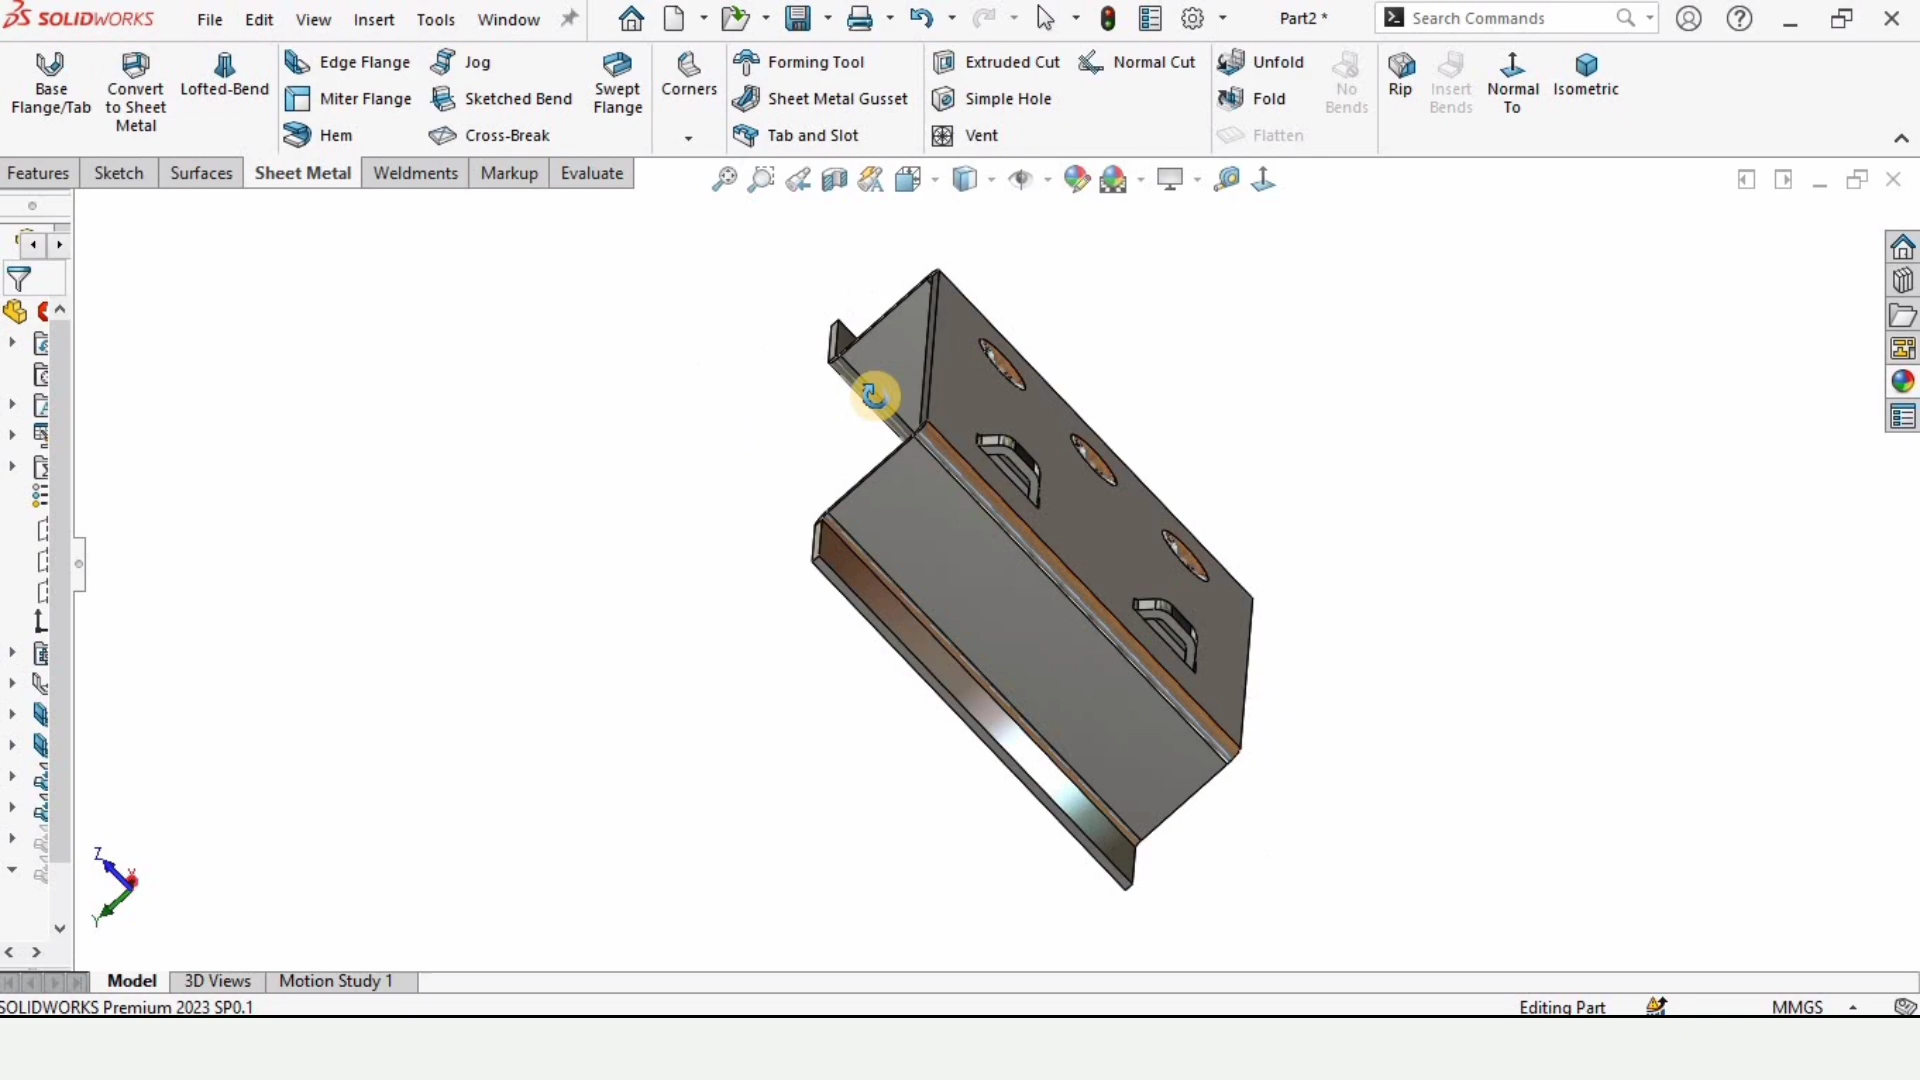 SOLIDWORKS File Edit View Insert Tools Window Part2 * Search Commands
Base Flange/Tab
Convert to Sheet Metal
Lofted-Bend
Edge Flange
Miter Flange
Hem
Jog
Sketched Bend
Cross-Break
Swept Flange
Corners
Forming Tool
Sheet Metal Gusset
Tab and Slot
Extruded Cut
Simple Hole
Vent
Normal Cut
Unfold
Fold
Flatten
No Bends
Rip
Insert Bends
Normal To
Isometric
Features Sketch Surfaces Sheet Metal Weldments Markup Evaluate
Z
Y
Model 3D Views Motion Study 1
SOLIDWORKS Premium 2023 SP0.1 Editing Part MMGS